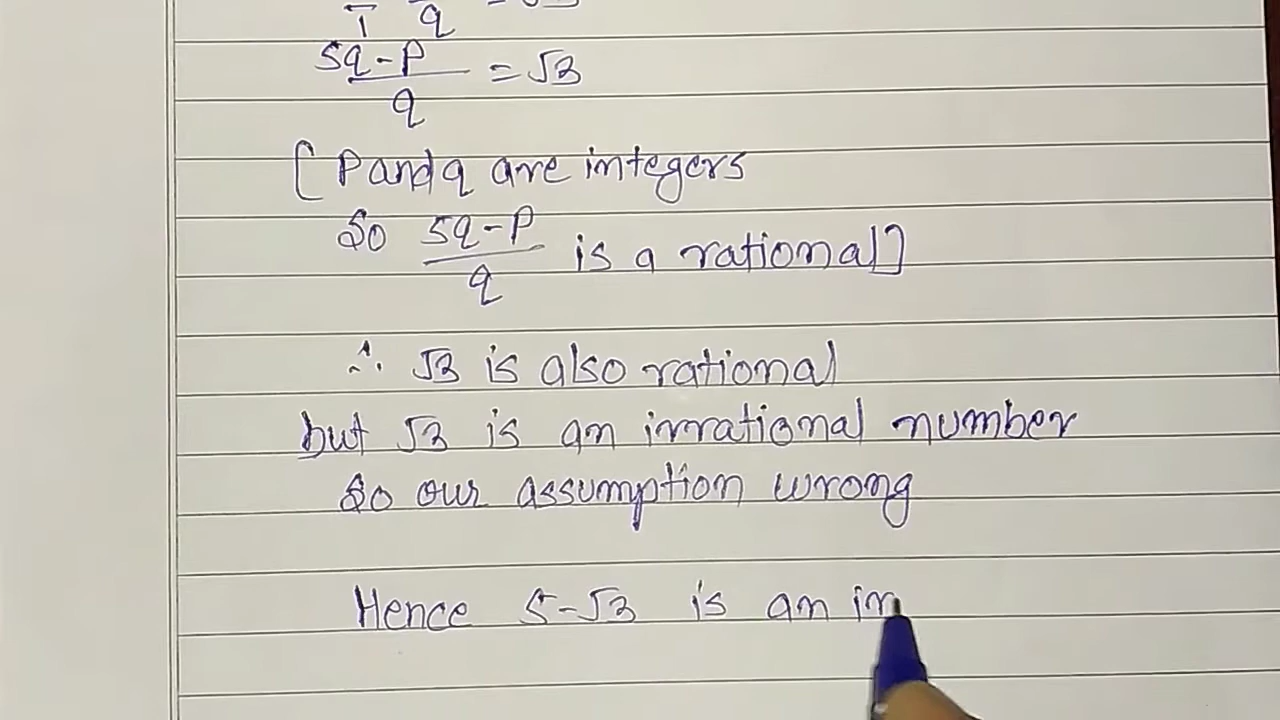 5q-p = √3
q
[ P and q are integers
So 5q-p is a rational]
q
∴ √3 is also rational
but √3 is an irrational number
So our assumption wrong
Hence 5-√3 is an irr